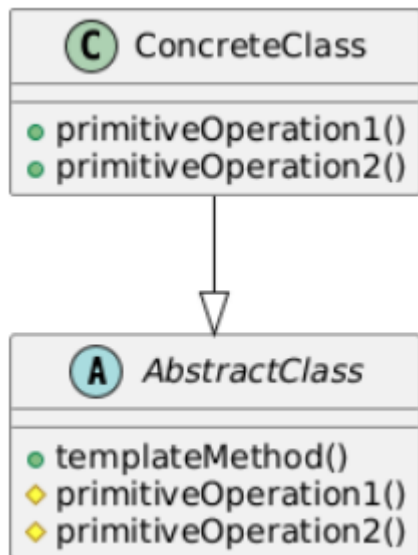 C ConcreteClass
primitiveOperation1()
primitiveOperation2()
A AbstractClass
templateMethod()
primitiveOperation1()
primitiveOperation2()